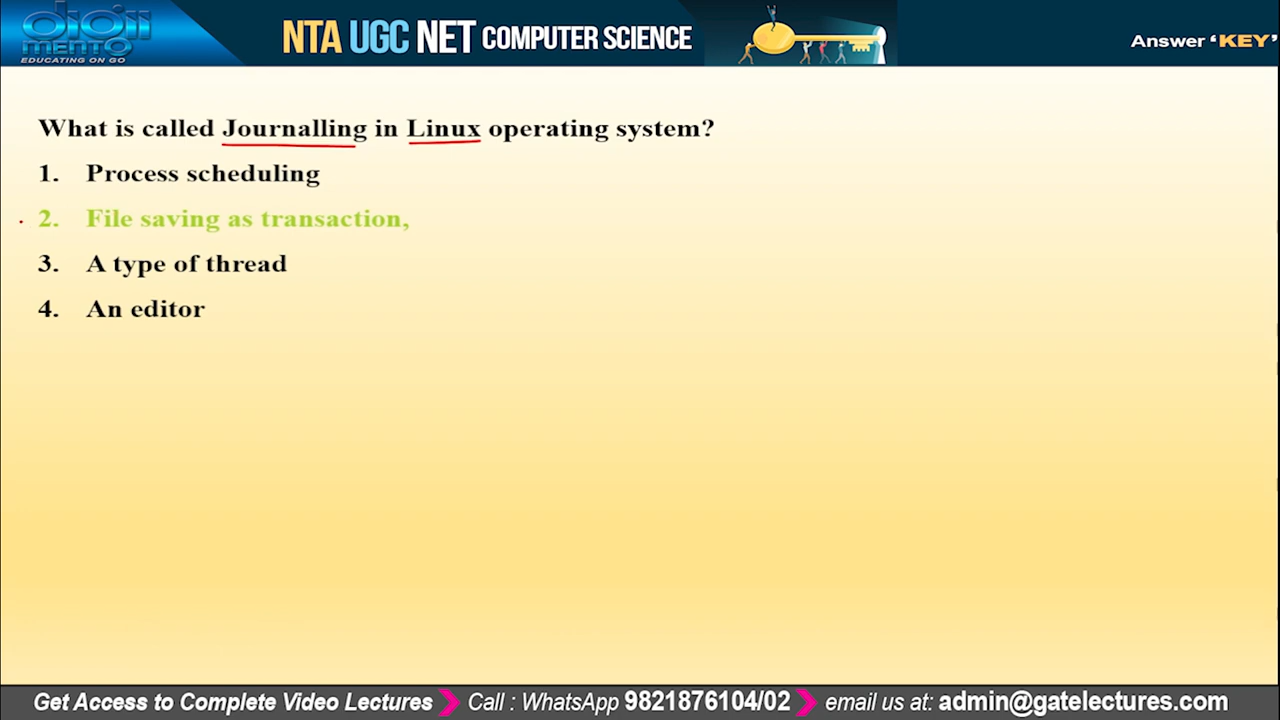 digii
MENTO
EDUCATING ON GO
NTA UGC NET COMPUTER SCIENCE
Answer ‘KEY’
What is called Journalling in Linux operating system?
1. Process scheduling
2. File saving as transaction,
3. A type of thread
4. An editor
Get Access to Complete Video Lectures Call : WhatsApp 9821876104/02 email us at: admin@gatelectures.com